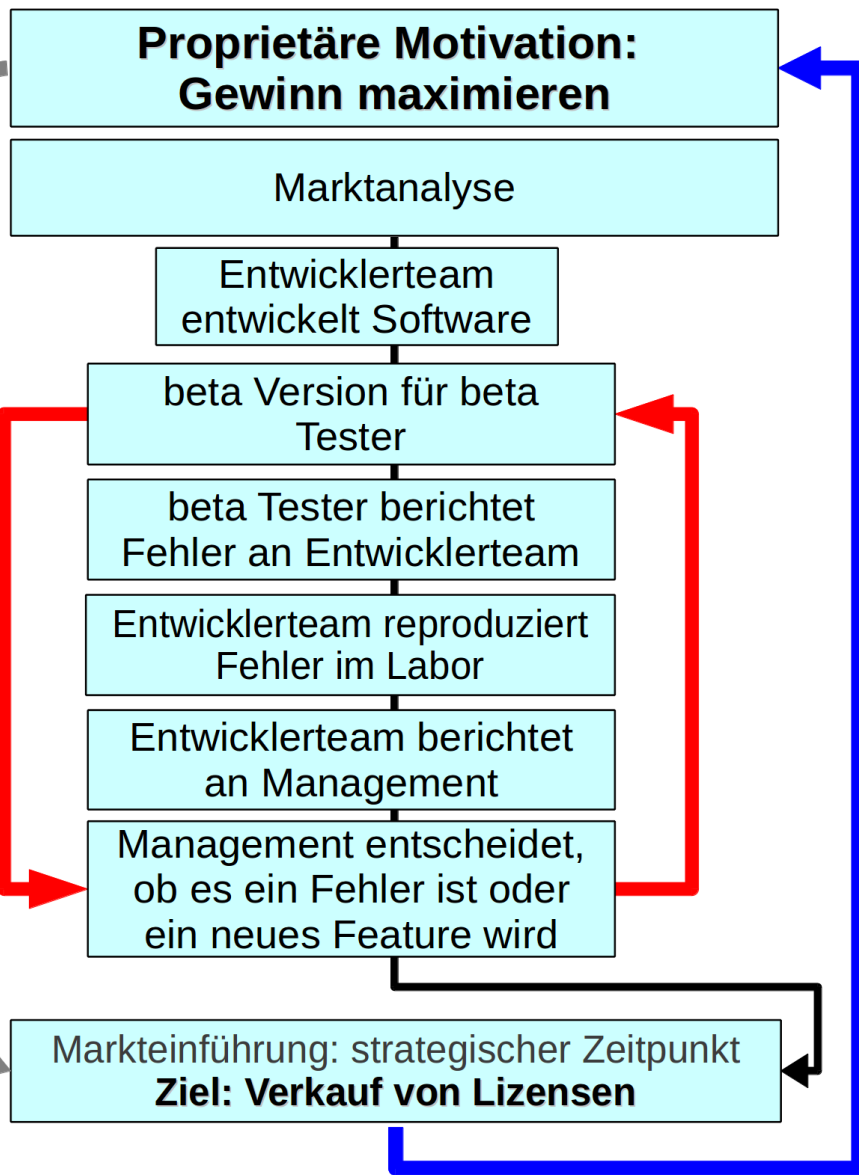 Proprietäre Motivation:
Gewinn maximieren
Marktanalyse
Entwicklerteam
entwickelt Software
beta Version für beta
Tester
beta Tester berichtet
Fehler an Entwicklerteam
Entwicklerteam reproduziert
Fehler im Labor
Entwicklerteam berichtet
an Management
Management entscheidet,
ob es ein Fehler ist oder
ein neues Feature wird
Markteinführung: strategischer Zeitpunkt
Ziel: Verkauf von Lizensen